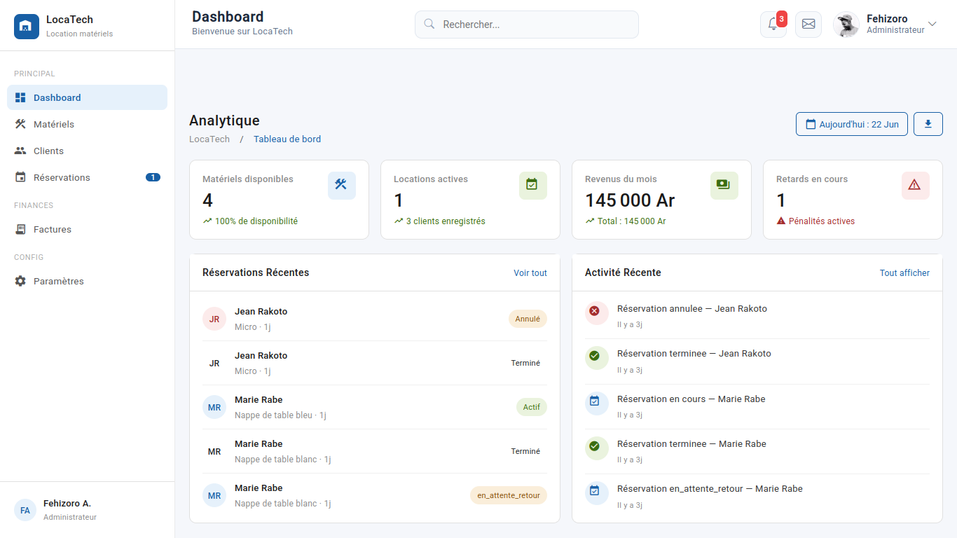 LocaTech
Location matériels
PRINCIPAL
Dashboard
Matériels
Clients
Réservations 1
FINANCES
Factures
CONFIG
Paramètres
FA
Fehizoro A.
Administrateur
Dashboard
Bienvenue sur LocaTech
Rechercher...
3
Fehizoro
Administrateur
Analytique
LocaTech / Tableau de bord
Aujourd'hui : 22 Jun
Matériels disponibles
4
100% de disponibilité
Locations actives
1
3 clients enregistrés
Revenus du mois
145 000 Ar
Total : 145 000 Ar
Retards en cours
1
Pénalités actives
Réservations Récentes
Voir tout
JR
Jean Rakoto
Micro · 1j
Annulé
JR
Jean Rakoto
Micro · 1j
Terminé
MR
Marie Rabe
Nappe de table bleu · 1j
Actif
MR
Marie Rabe
Nappe de table blanc · 1j
Terminé
MR
Marie Rabe
Nappe de table blanc · 1j
en_attente_retour
Activité Récente
Tout afficher
Réservation annulee — Jean Rakoto
Il y a 3j
Réservation terminee — Jean Rakoto
Il y a 3j
Réservation en cours — Marie Rabe
Il y a 3j
Réservation terminee — Marie Rabe
Il y a 3j
Réservation en_attente_retour — Marie Rabe
Il y a 3j